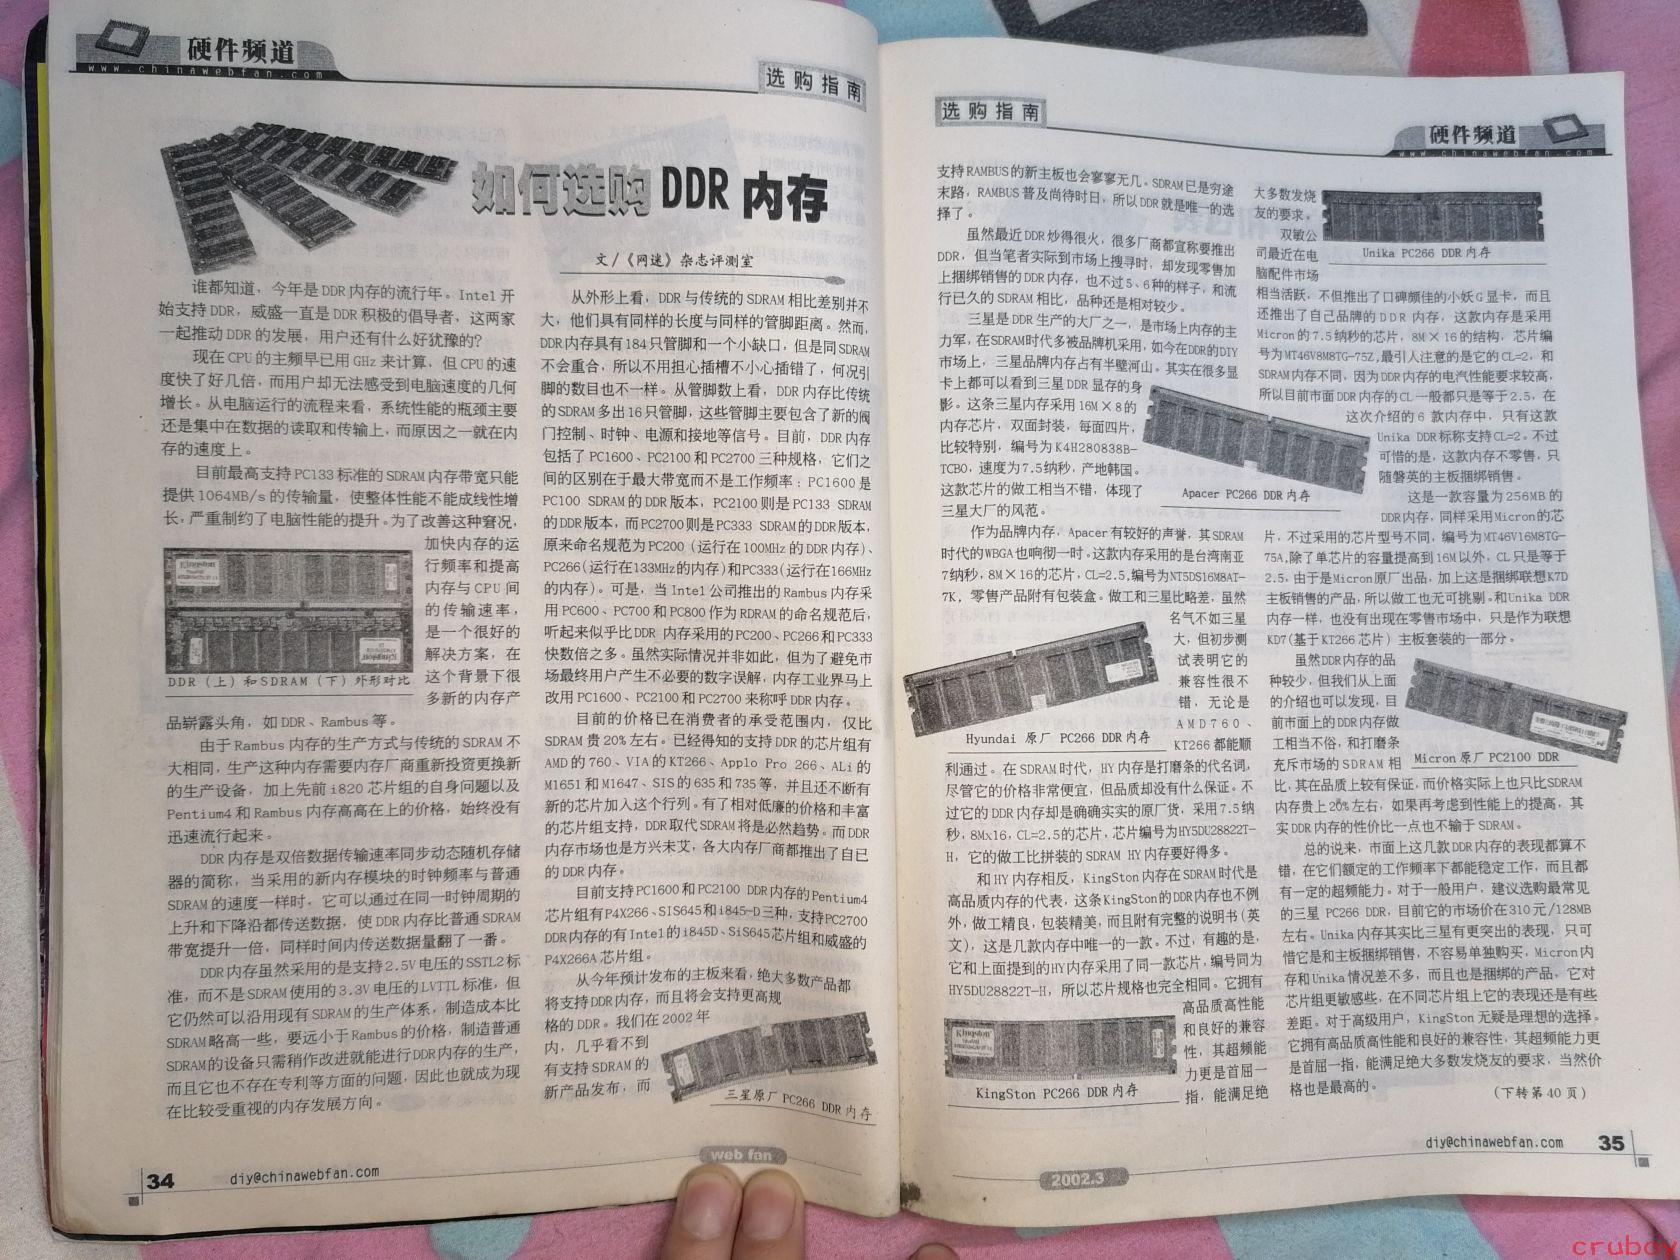 硬件频道
www.chinawebfan.com
选购指南
如何选购DDR内存
文/《网迷》杂志评测室
谁都知道，今年是DDR内存的流行年。Intel开
始支持DDR，威盛一直是DDR积极的倡导者，这两家
一起推动DDR的发展，用户还有什么好犹豫的?
现在CPU的主频早已用GHz来计算，但CPU的速
度快了好几倍，而用户却无法感受到电脑速度的几何
增长。从电脑运行的流程来看，系统性能的瓶颈主要
还是集中在数据的读取和传输上，而原因之一就在内
存的速度上。
目前最高支持PC133标准的SDRAM内存带宽只能
提供1064MB/s的传输量，使整体性能不能成线性增
长，严重制约了电脑性能的提升。为了改善这种窘况，
加快内存的运
行频率和提高
内存与CPU间
的传输速率，
是一个很好的
解决方案，在
这个背景下很
多新的内存产
Kingston
DDR（上）和SDRAM（下）外形对比
品崭露头角，如DDR、Rambus等。
由于Rambus内存的生产方式与传统的SDRAM不
大相同，生产这种内存需要内存厂商重新投资更换新
的生产设备，加上先前i820芯片组的自身问题以及
Pentium4和Rambus内存高高在上的价格，始终没有
迅速流行起来。
DDR内存是双倍数据传输速率同步动态随机存储
器的简称，当采用的新内存模块的时钟频率与普通
SDRAM的速度一样时，它可以通过在同一时钟周期的
上升和下降沿都传送数据，使DDR内存比普通SDRAM
带宽提升一倍，同样时间内传送数据量翻了一番。
DDR内存虽然采用的是支持2.5V电压的SSTL2标
准，而不是SDRAM使用的3.3V电压的LVTTL标准，但
它仍然可以沿用现有SDRAM的生产体系，制造成本比
SDRAM略高一些，要远小于Rambus的价格，制造普通
SDRAM的设备只需稍作改进就能进行DDR内存的生产，
而且它也不存在专利等方面的问题，因此也就成为现
在比较受重视的内存发展方向。
从外形上看，DDR与传统的SDRAM相比差别并不
大，他们具有同样的长度与同样的管脚距离。然而，
DDR内存具有184只管脚和一个小缺口，但是同SDRAM
不会重合，所以不用担心插槽不小心插错了，何况引
脚的数目也不一样。从管脚数上看，DDR内存比传统
的SDRAM多出16只管脚，这些管脚主要包含了新的阀
门控制、时钟、电源和接地等信号。目前，DDR内存
包括了PC1600、PC2100和PC2700三种规格，它们之
间的区别在于最大带宽而不是工作频率：PC1600是
PC100 SDRAM的DDR版本，PC2100则是PC133 SDRAM
的DDR版本，而PC2700则是PC333 SDRAM的DDR版本，
原来命名规范为PC200（运行在100MHz的DDR内存）、
PC266(运行在133MHz的内存)和PC333(运行在166MHz
的内存）。可是，当Intel公司推出的Rambus内存采
用PC600、PC700和PC800作为RDRAM的命名规范后，
听起来似乎比DDR内存采用的PC200、PC266和PC333
快数倍之多。虽然实际情况并非如此，但为了避免市
场最终用户产生不必要的数字误解，内存工业界马上
改用PC1600、PC2100和PC2700来称呼DDR内存。
目前的价格已在消费者的承受范围内，仅比
SDRAM贵20%左右。已经得知的支持DDR的芯片组有
AMD的760、VIA的KT266、Applo Pro 266、ALi的
M1651和M1647、SIS的635和735等，并且还不断有
新的芯片加入这个行列。有了相对低廉的价格和丰富
的芯片组支持，DDR取代SDRAM将是必然趋势。而DDR
内存市场也是方兴未艾，各大内存厂商都推出了自己
的DDR内存。
目前支持PC1600和PC2100 DDR内存的Pentium4
芯片组有P4X266、SIS645和i845-D三种，支持PC2700
DDR内存的有Intel的i845D、SiS645芯片组和威盛的
P4X266A芯片组。
从今年预计发布的主板来看，绝大多数产品都
将支持DDR内存，而且将会支持更高规
格的DDR。我们在2002年
内，几乎看不到
有支持SDRAM的
新产品发布，而
三星原厂 PC266 DDR内存
34
diy@chinawebfan.com
web fan
选购指南
硬件频道
www.chinawebfan.com
支持RAMBUS的新主板也会寥寥无几。SDRAM已是穷途
末路，RAMBUS普及尚待时日，所以DDR就是唯一的选
择了。
虽然最近DDR炒得很火，很多厂商都宣称要推出
DDR，但当笔者实际到市场上搜寻时，却发现零售加
上捆绑销售的DDR内存，也不过5、6种的样子，和流
行已久的SDRAM相比，品种还是相对较少。
三星是DDR生产的大厂之一，是市场上内存的主
力军，在SDRAM时代多被品牌机采用，如今在DDR的DIY
市场上，三星品牌内存占有半壁河山。其实在很多显
卡上都可以看到三星DDR显存的身
影。这条三星内存采用16M×8的
内存芯片，双面封装，每面四片，
比较特别，编号为K4H280838B-
TCB0，速度为7.5纳秒，产地韩国。
这款芯片的做工相当不错，体现了
三星大厂的风范。
Apacer PC266 DDR内存
作为品牌内存，Apacer有较好的声誉，其SDRAM
时代的WBGA也响彻一时。这款内存采用的是台湾南亚
7纳秒，8M×16的芯片，CL=2.5,编号为NT5DS16M8AT-
7K，零售产品附有包装盒。做工和三星比略差，虽然
名气不如三星
大，但初步测
试表明它的
兼容性很不
错，无论是
AMD760、
KT266都能顺
Hyundai 原厂 PC266 DDR内存
利通过。在SDRAM时代，HY内存是打磨条的代名词，
尽管它的价格非常便宜，但品质却没有什么保证。不
过它的DDR内存却是确确实实的原厂货，采用7.5纳
秒，8Mx16，CL=2.5的芯片，芯片编号为HY5DU28822T-
H，它的做工比拼装的SDRAM HY内存要好得多。
和HY内存相反，KingSton内存在SDRAM时代是
高品质内存的代表，这条KingSton的DDR内存也不例
外，做工精良，包装精美，而且附有完整的说明书(英
文)，这是几款内存中唯一的一款。不过，有趣的是，
它和上面提到的HY内存采用了同一款芯片，编号同为
HY5DU28822T-H，所以芯片规格也完全相同。它拥有
高品质高性能
和良好的兼容
性，其超频能
力更是首屈一
指，能满足绝
Kingston
KingSton PC266 DDR内存
大多数发烧
友的要求。
双敏公
司最近在电
脑配件市场
Unika PC266 DDR内存
相当活跃，不但推出了口碑颇佳的小妖G显卡，而且
还推出了自己品牌的DDR内存，这款内存是采用
Micron的7.5纳秒的芯片，8M×16的结构，芯片编
号为MT46V8M8TG-75Z,最引人注意的是它的CL=2，和
SDRAM内存不同，因为DDR内存的电汽性能要求较高，
所以目前市面DDR内存的CL一般都只是等于2.5，在
这次介绍的6款内存中，只有这款
Unika DDR标称支持CL=2。不过
可惜的是，这款内存不零售，只
随磐英的主板捆绑销售。
这是一款容量为256MB的
DDR内存，同样采用Micron的芯
片，不过采用的芯片型号不同，编号为MT46V16M8TG-
75A,除了单芯片的容量提高到16M以外，CL只是等于
2.5，由于是Micron原厂出品，加上这是捆绑联想K7D
主板销售的产品，所以做工也无可挑剔。和Unika DDR
内存一样，也没有出现在零售市场中，只是作为联想
KD7(基于KT266芯片）主板套装的一部分。
虽然DDR内存的品
种较少，但我们从上面
的介绍也可以发现，目
前市面上的DDR内存做
工相当不俗，和打磨条
充斥市场的SDRAM相
Micron原厂PC2100 DDR
比，其在品质上较有保证，而价格实际上也只比SDRAM
内存贵上20%左右，如果再考虑到性能上的提高，其
实DDR内存的性价比一点也不输于SDRAM。
总的说来，市面上这几款DDR内存的表现都算不
错，在它们额定的工作频率下都能稳定工作，而且都
有一定的超频能力。对于一般用户，建议选购最常见
的三星PC266 DDR，目前它的市场价在310元/128MB
左右。Unika内存其实比三星有更突出的表现，只可
惜它是和主板捆绑销售，不容易单独购买，Micron内
存和Unika情况差不多，而且也是捆绑的产品，它对
芯片组更敏感些，在不同芯片组上它的表现还是有些
差距。对于高级用户，KingSton无疑是理想的选择。
它拥有高品质高性能和良好的兼容性，其超频能力更
是首屈一指，能满足绝大多数发烧友的要求，当然价
格也是最高的。
（下转第40页）
diy@chinawebfan.com
35
2002.3
cruboy